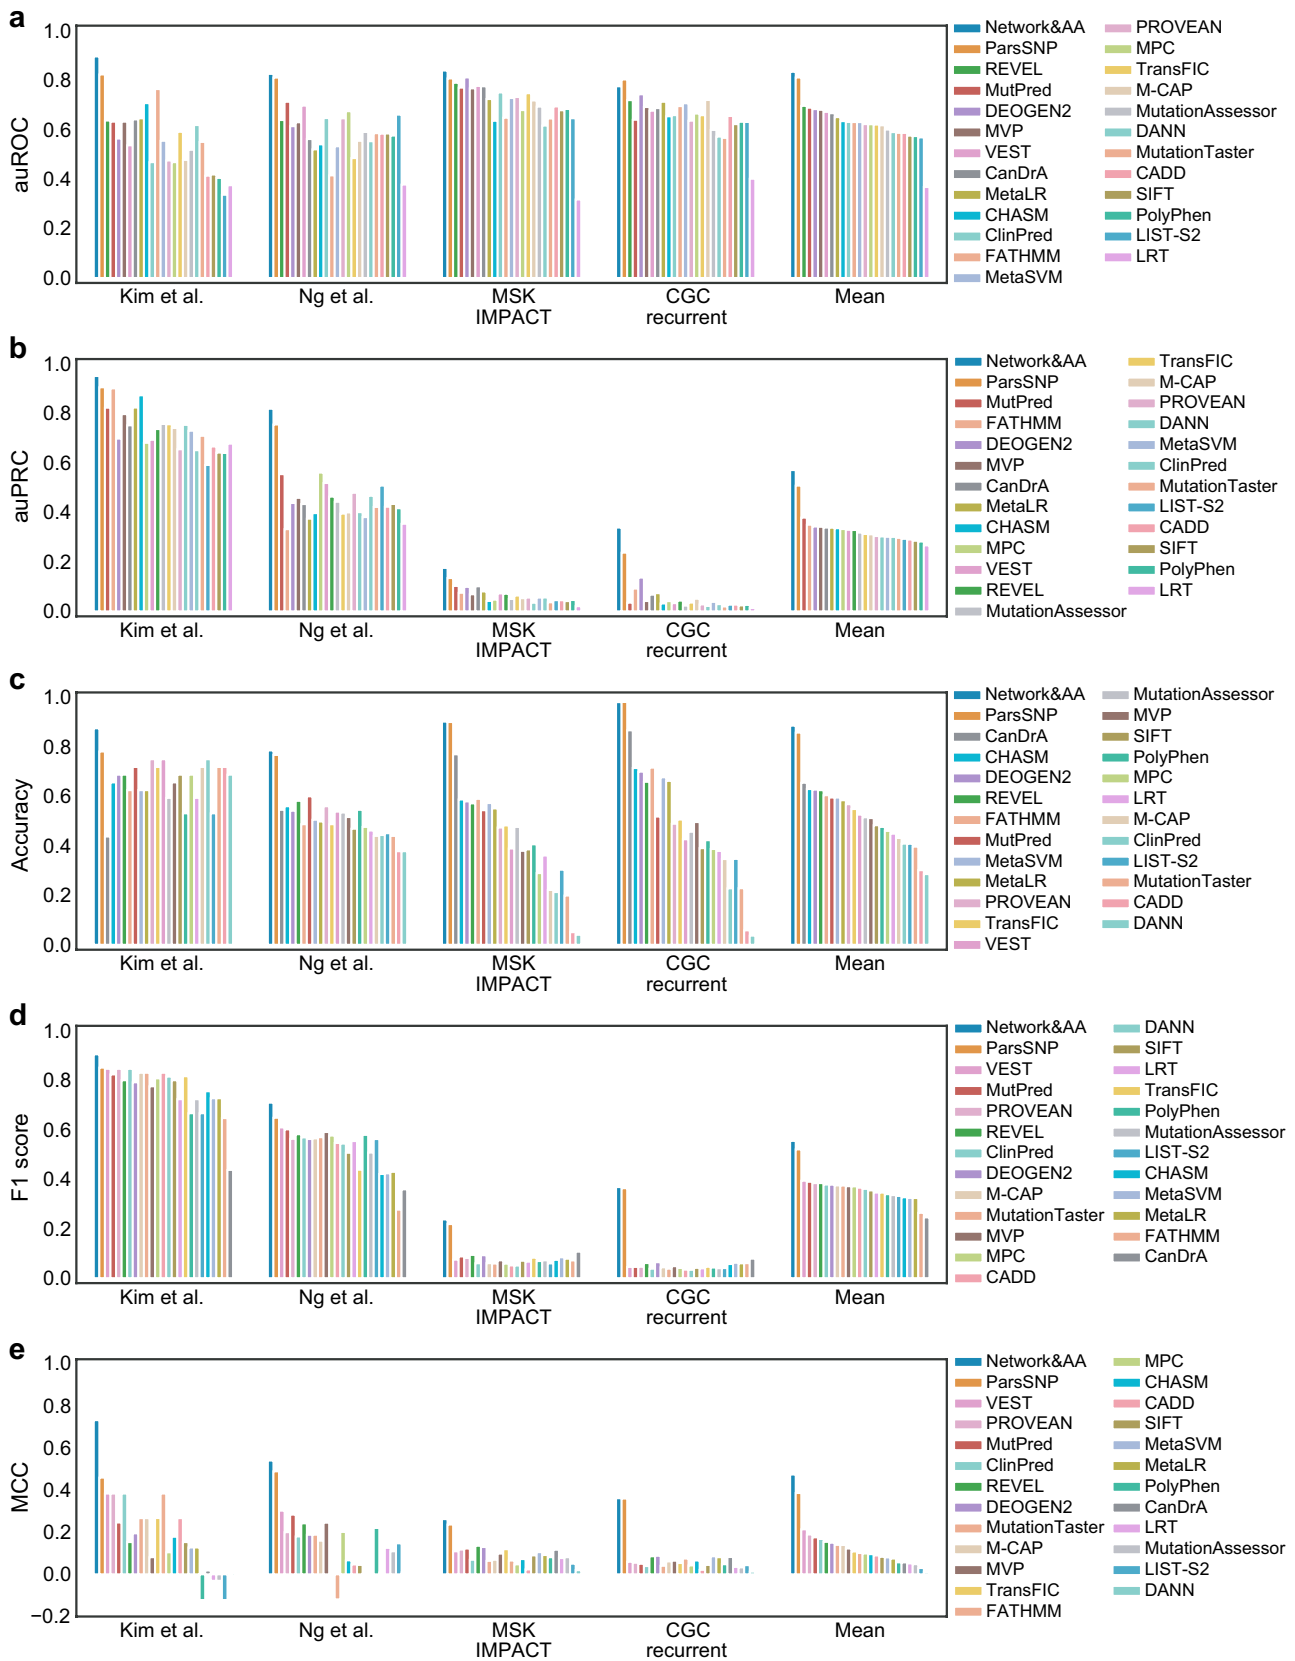 a
1.0
0.8
0.6
0.4
0.2
0.0
auROC
Kim et al.
Ng et al.
MSK
IMPACT
CGC
recurrent
Mean
Network&AA
ParsSNP
REVEL
MutPred
DEOGEN2
MVP
VEST
CanDrA
MetaLR
CHASM
ClinPred
FATHMM
MetaSVM
PROVEAN
MPC
TransFIC
M-CAP
MutationAssessor
DANN
MutationTaster
CADD
SIFT
PolyPhen
LIST-S2
LRT
b
1.0
0.8
0.6
0.4
0.2
0.0
auPRC
Kim et al.
Ng et al.
MSK
IMPACT
CGC
recurrent
Mean
Network&AA
ParsSNP
MutPred
FATHMM
DEOGEN2
MVP
CanDrA
MetaLR
CHASM
MPC
VEST
REVEL
MutationAssessor
TransFIC
M-CAP
PROVEAN
DANN
MetaSVM
ClinPred
MutationTaster
LIST-S2
CADD
SIFT
PolyPhen
LRT
c
1.0
0.8
0.6
0.4
0.2
0.0
Accuracy
Kim et al.
Ng et al.
MSK
IMPACT
CGC
recurrent
Mean
Network&AA
ParsSNP
CanDrA
CHASM
DEOGEN2
REVEL
FATHMM
MutPred
MetaSVM
MetaLR
PROVEAN
TransFIC
VEST
MutationAssessor
MVP
SIFT
PolyPhen
MPC
LRT
M-CAP
ClinPred
LIST-S2
MutationTaster
CADD
DANN
d
1.0
0.8
0.6
0.4
0.2
0.0
F1 score
Kim et al.
Ng et al.
MSK
IMPACT
CGC
recurrent
Mean
Network&AA
ParsSNP
VEST
MutPred
PROVEAN
REVEL
ClinPred
DEOGEN2
M-CAP
MutationTaster
MVP
MPC
CADD
DANN
SIFT
LRT
TransFIC
PolyPhen
MutationAssessor
LIST-S2
CHASM
MetaSVM
MetaLR
FATHMM
CanDrA
e
1.0
0.8
0.6
0.4
0.2
0.0
−0.2
MCC
Kim et al.
Ng et al.
MSK
IMPACT
CGC
recurrent
Mean
Network&AA
ParsSNP
VEST
PROVEAN
MutPred
ClinPred
REVEL
DEOGEN2
MutationTaster
M-CAP
MVP
TransFIC
FATHMM
MPC
CHASM
CADD
SIFT
MetaSVM
MetaLR
PolyPhen
CanDrA
LRT
MutationAssessor
LIST-S2
DANN